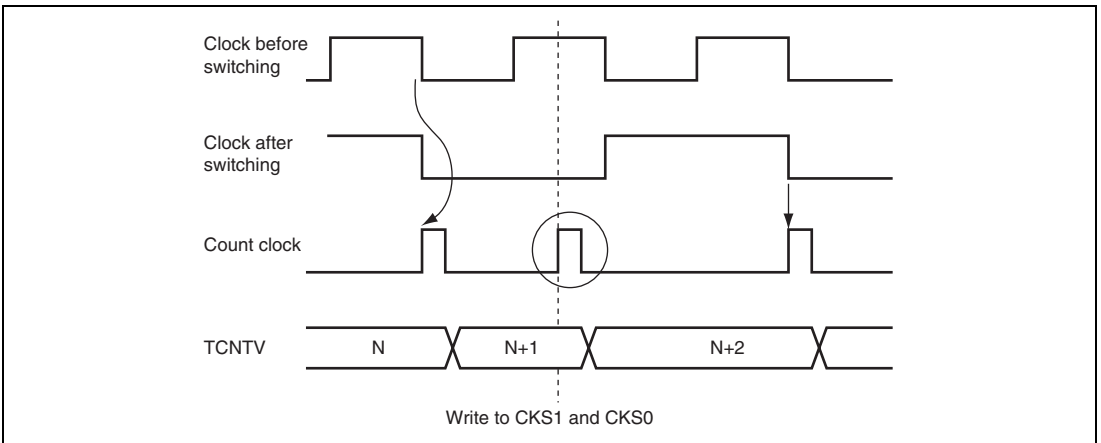 Clock before
switching
Clock after
switching
Count clock
TCNTV
N
N+1
N+2
Write to CKS1 and CKS0